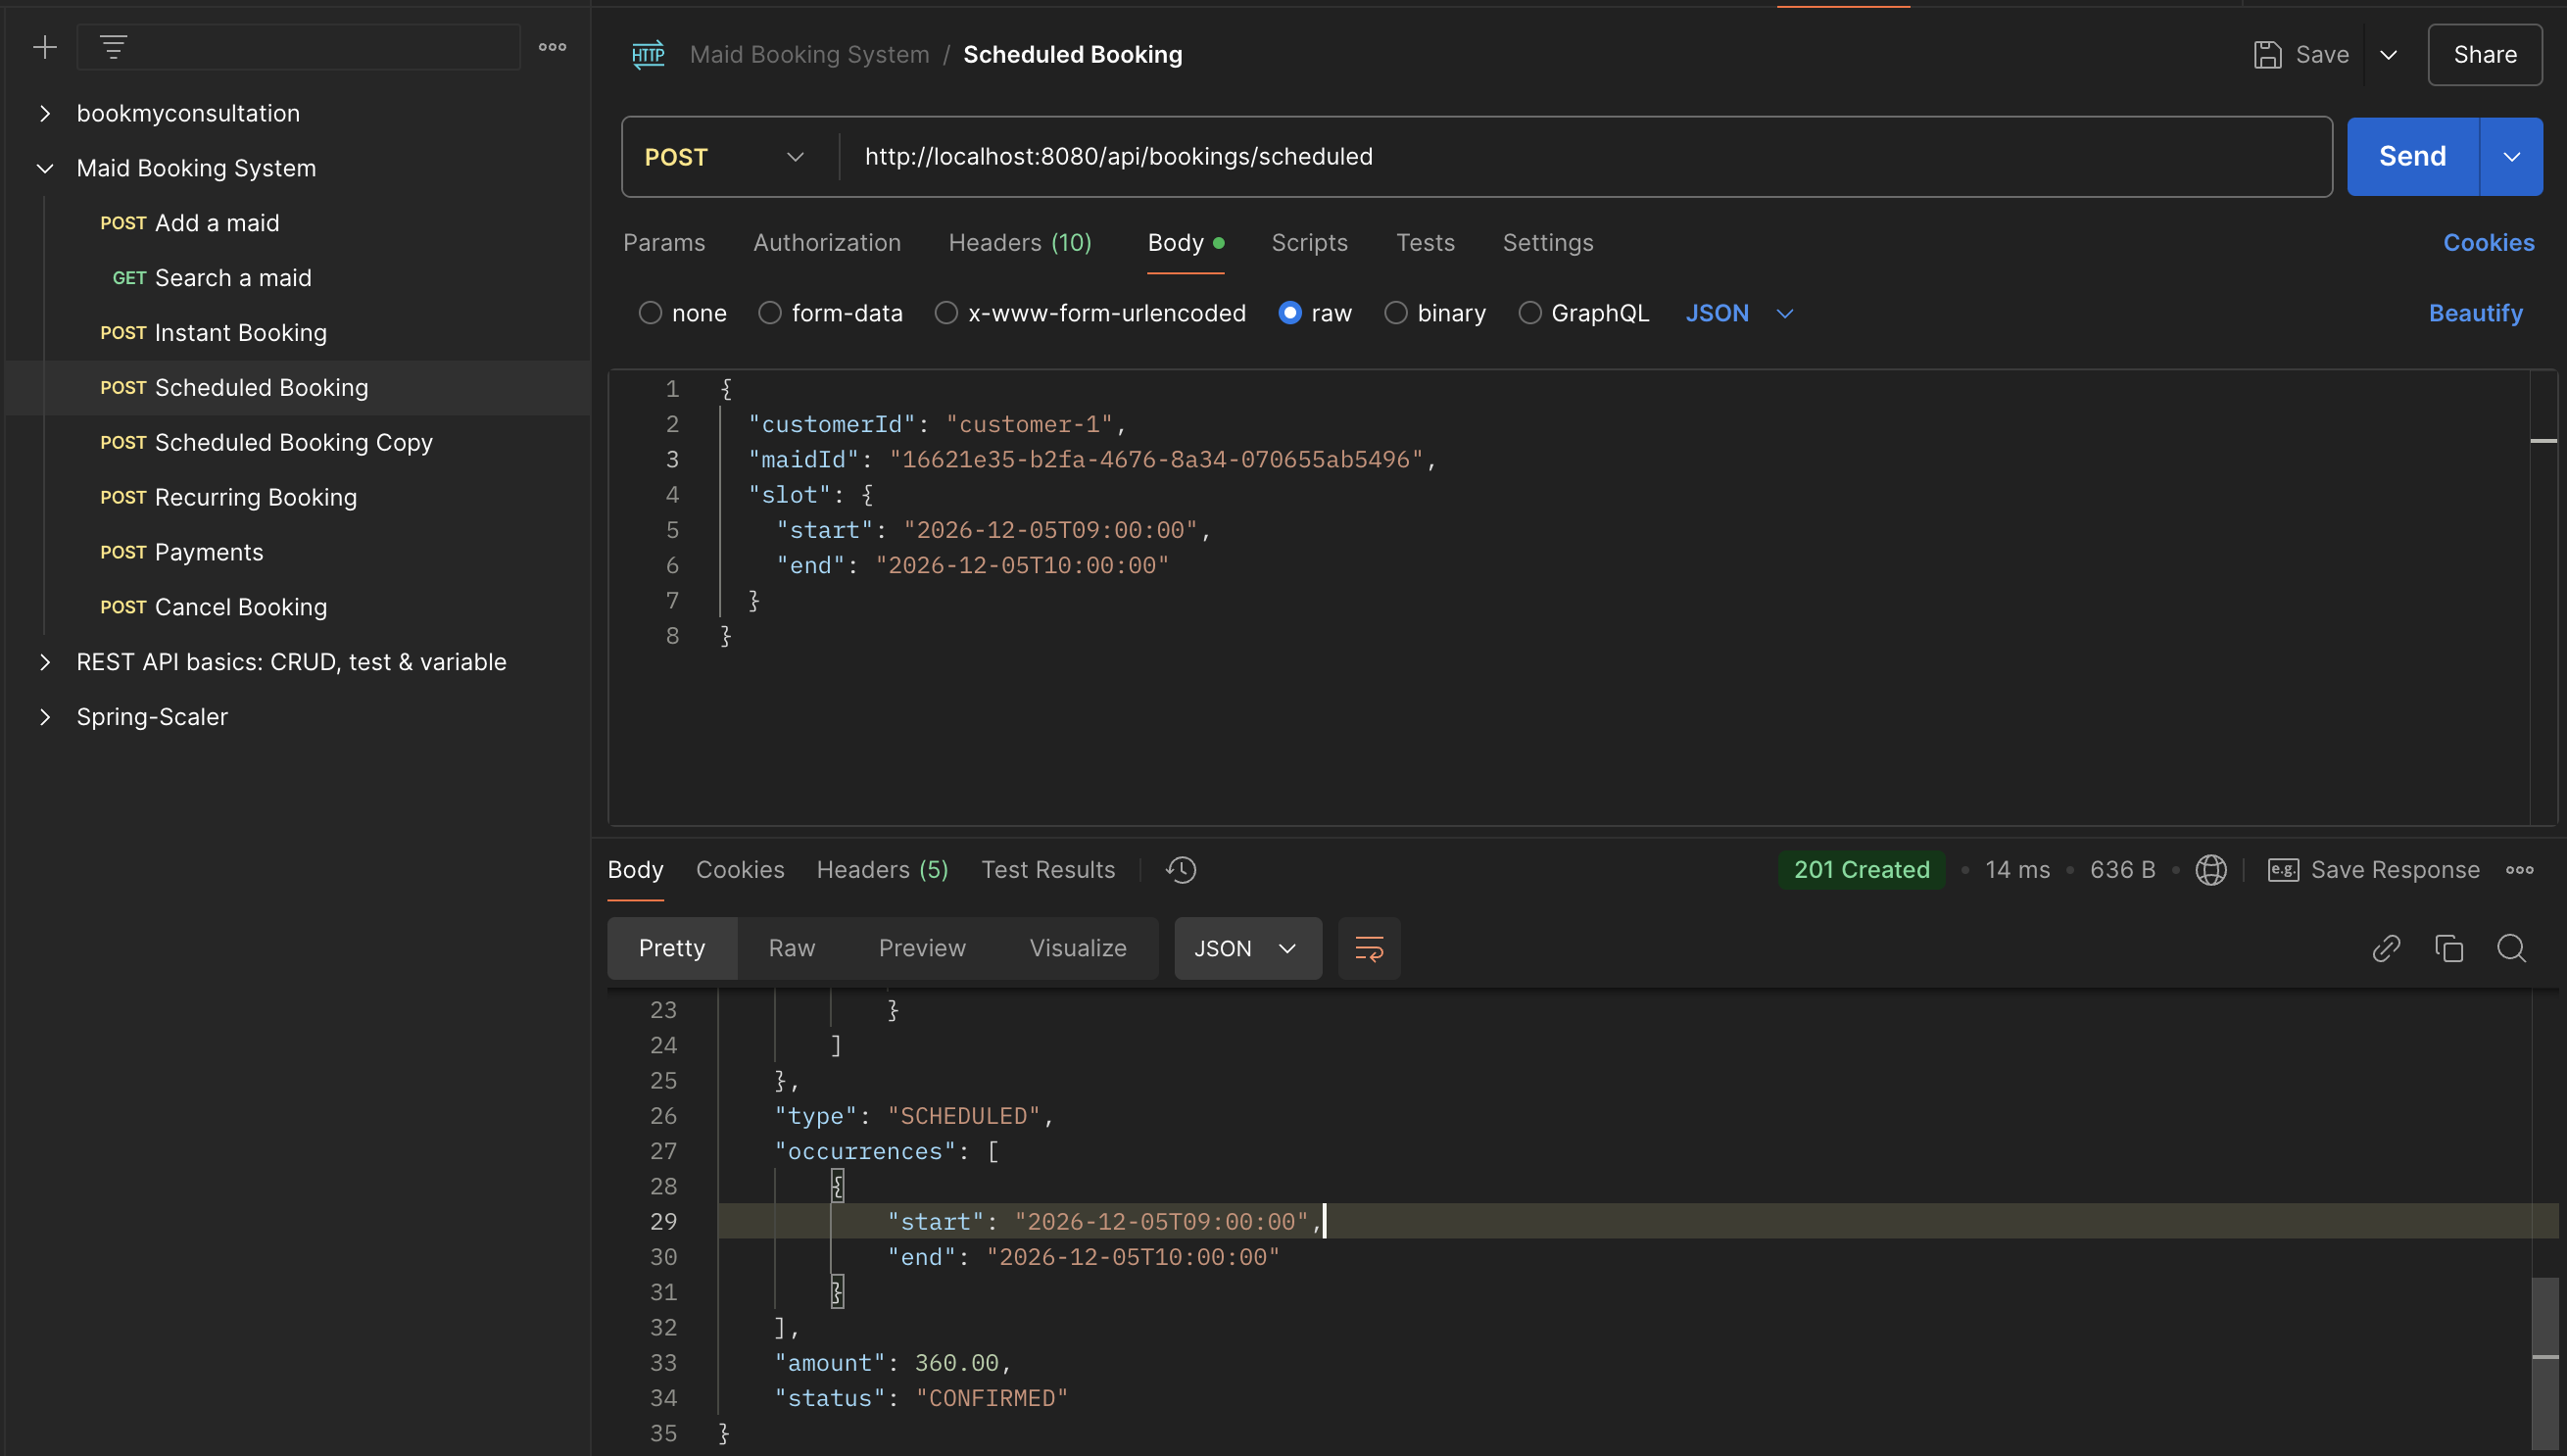 HTTP Maid Booking System / Scheduled Booking
Save
Share
bookmyconsultation
Maid Booking System
POST Add a maid
GET Search a maid
POST Instant Booking
POST Scheduled Booking
POST Scheduled Booking Copy
POST Recurring Booking
POST Payments
POST Cancel Booking
REST API basics: CRUD, test & variable
Spring-Scaler
POST http://localhost:8080/api/bookings/scheduled Send
Params Authorization Headers (10) Body Scripts Tests Settings Cookies
none form-data x-www-form-urlencoded raw binary GraphQL JSON Beautify
1 {
2 "customerId": "customer-1",
3 "maidId": "16621e35-b2fa-4676-8a34-070655ab5496",
4 "slot": {
5 "start": "2026-12-05T09:00:00",
6 "end": "2026-12-05T10:00:00"
7 }
8 }
Body Cookies Headers (5) Test Results 201 Created • 14 ms • 636 B • e.g. Save Response
Pretty Raw Preview Visualize JSON
23 }
24 ]
25 },
26 "type": "SCHEDULED",
27 "occurrences": [
28 {
29 "start": "2026-12-05T09:00:00",
30 "end": "2026-12-05T10:00:00"
31 }
32 ],
33 "amount": 360.00,
34 "status": "CONFIRMED"
35 }